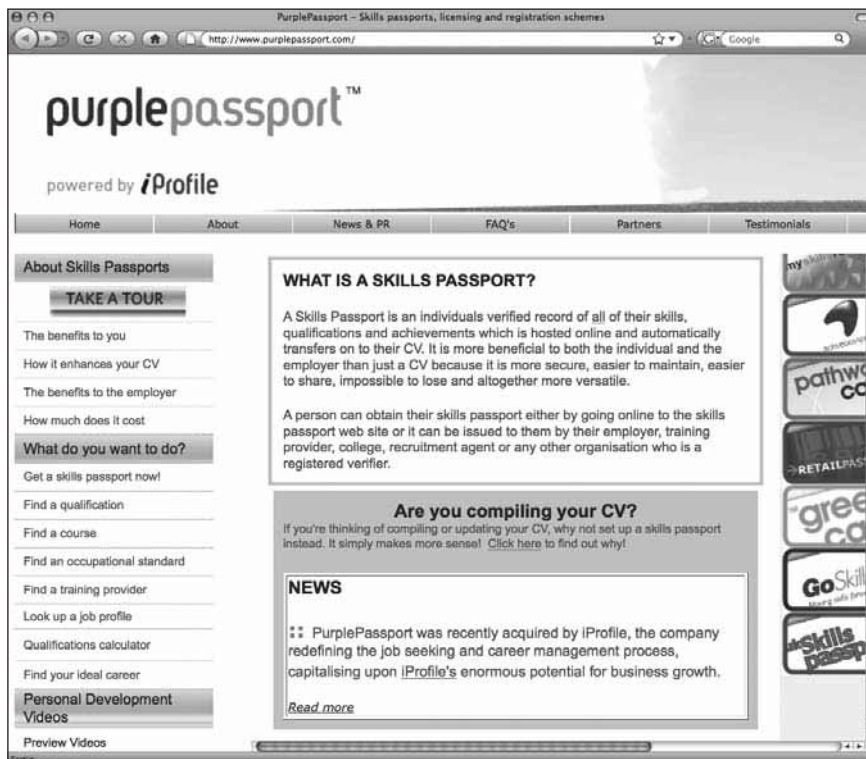 PurplePassport – Skills passports, licensing and registration schemes
http://www.purplepassport.com/
Google
purplepassport™
powered by iProfile
Home About News & PR FAQ's Partners Testimonials
About Skills Passports
TAKE A TOUR
The benefits to you
How it enhances your CV
The benefits to the employer
How much does it cost
What do you want to do?
Get a skills passport now!
Find a qualification
Find a course
Find an occupational standard
Find a training provider
Look up a job profile
Qualifications calculator
Find your ideal career
Personal Development
Videos
Preview Videos
WHAT IS A SKILLS PASSPORT?
A Skills Passport is an individuals verified record of all of their skills,
qualifications and achievements which is hosted online and automatically
transfers on to their CV. It is more beneficial to both the individual and the
employer than just a CV because it is more secure, easier to maintain, easier
to share, impossible to lose and altogether more versatile.
A person can obtain their skills passport either by going online to the skills
passport web site or it can be issued to them by their employer, training
provider, college, recruitment agent or any other organisation who is a
registered verifier.
Are you compiling your CV?
If you're thinking of compiling or updating your CV, why not set up a skills passport
instead. It simply makes more sense! Click here to find out why!
NEWS
PurplePassport was recently acquired by iProfile, the company
redefining the job seeking and career management process,
capitalising upon iProfile's enormous potential for business growth.
Read more
my
pathw
co
RETAILPAS
gree
ca
GoSkill
Skills
passp